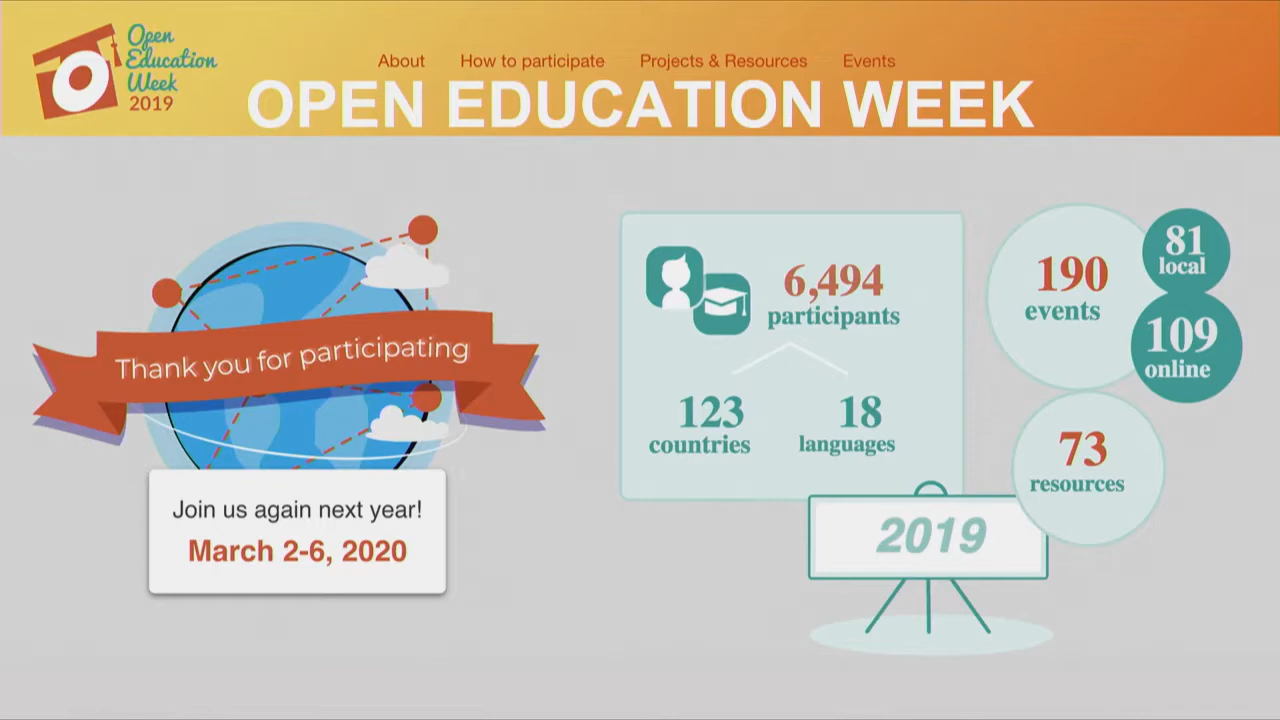 Open
Education
Week
2019
About How to participate Projects & Resources Events
OPEN EDUCATION WEEK
Thank you for participating
Join us again next year!
March 2-6, 2020
6,494
participants
123
countries
18
languages
190
events
81
local
109
online
73
resources
2019